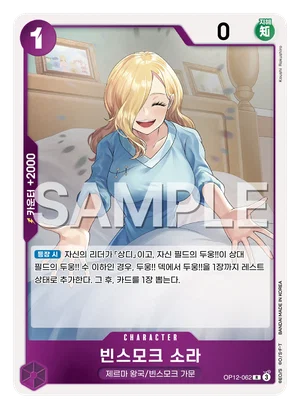 1
0
지혜
知
카운터 +2000
SAMPLE
등장 시 자신의 리더가 「상디」이고, 자신 필드의 두웅!!이 상대
필드의 두웅!! 수 이하인 경우, 두웅!! 덱에서 두웅!!을 1장까지 레스트
상태로 추가한다. 그 후, 카드를 1장 뽑는다.
CHARACTER
빈스모크 소라
제르마 왕국/빈스모크 가문
OP12-062 R
BANDAI MADE IN KOREA